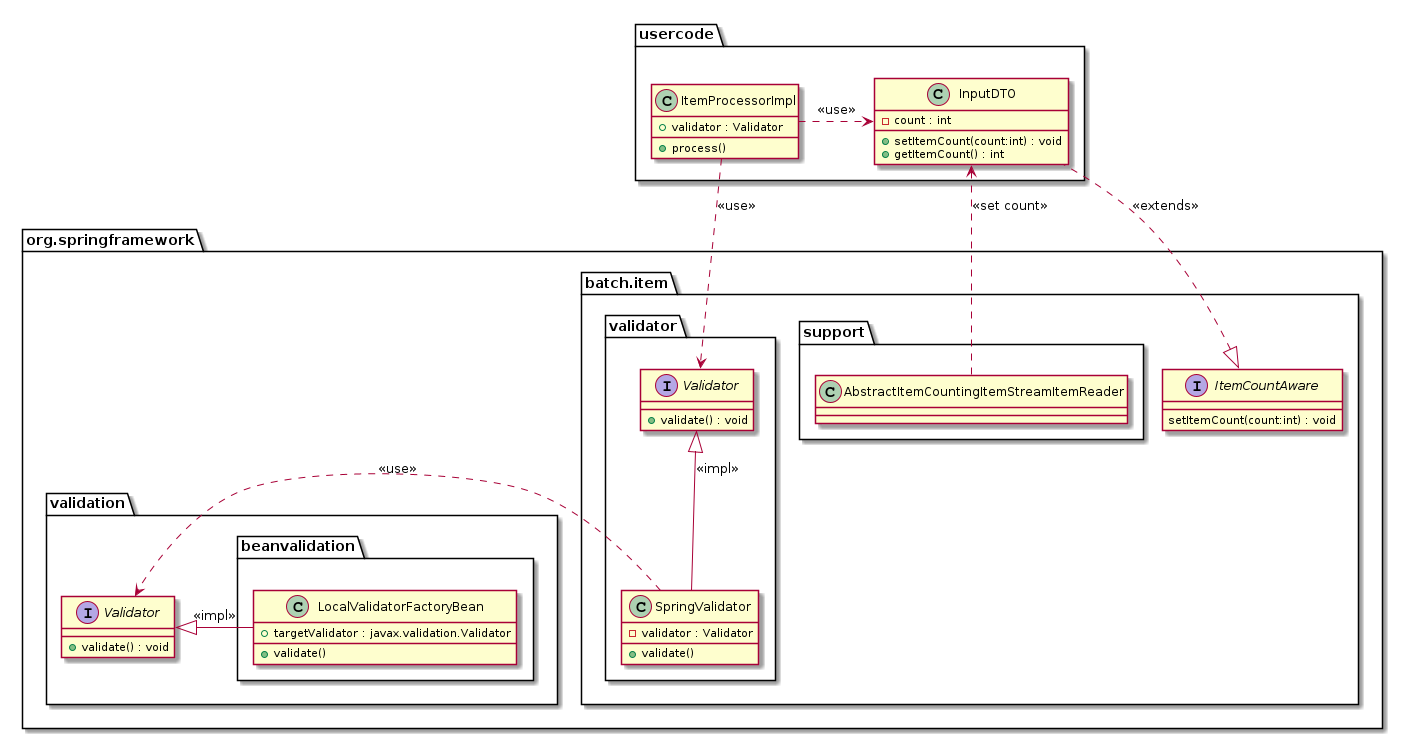 usercode
C ItemProcessorImpl
validator : Validator
process()
«use»
C InputDTO
count : int
setItemCount(count:int) : void
getItemCount() : int
«use»
«set count»
«extends»
org.springframework
batch.item
validator
I Validator
validate() : void
support
C AbstractItemCountingItemStreamItemReader
I ItemCountAware
setItemCount(count:int) : void
«use»
«impl»
validation
beanvalidation
I Validator
validate() : void
«impl»
C LocalValidatorFactoryBean
targetValidator : javax.validation.Validator
validate()
C SpringValidator
validator : Validator
validate()